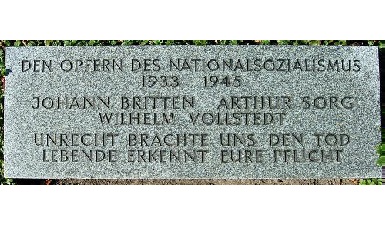 DEN OPFERN DES NATIONALSOZIALISMUS
1933 1945
JOHANN BRITTEN ARTHUR SORG
WILHELM VOLLSTEDT
UNRECHT BRACHTE UNS DEN TOD
LEBENDE ERKENNT EURE PFLICHT